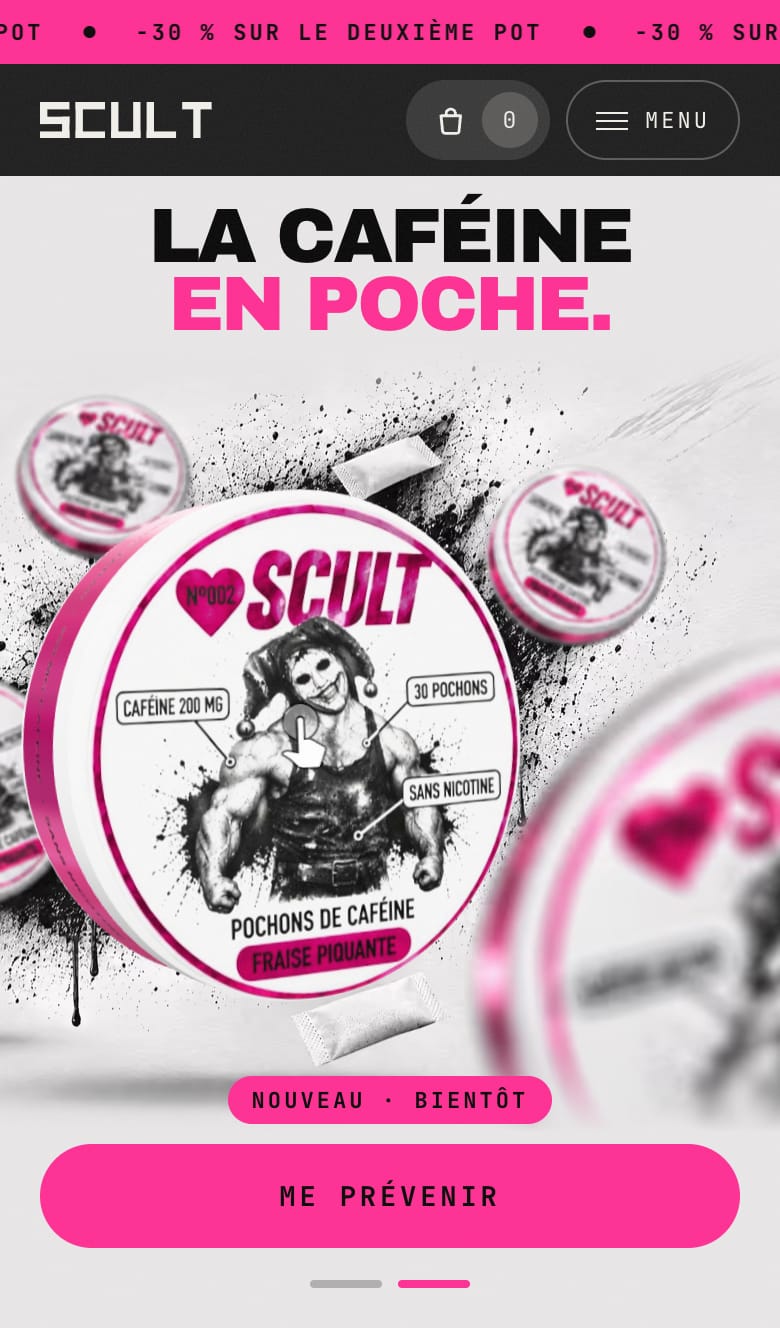 POT • -30 % SUR LE DEUXIÈME POT • -30 % SUR
SCULT
0
MENU
LA CAFÉINE
EN POCHE.
SCULT
SCULT
Nº002 SCULT
CAFÉINE 200 MG
30 POCHONS
SANS NICOTINE
POCHONS DE CAFÉINE
FRAISE PIQUANTE
NOUVEAU · BIENTÔT
ME PRÉVENIR